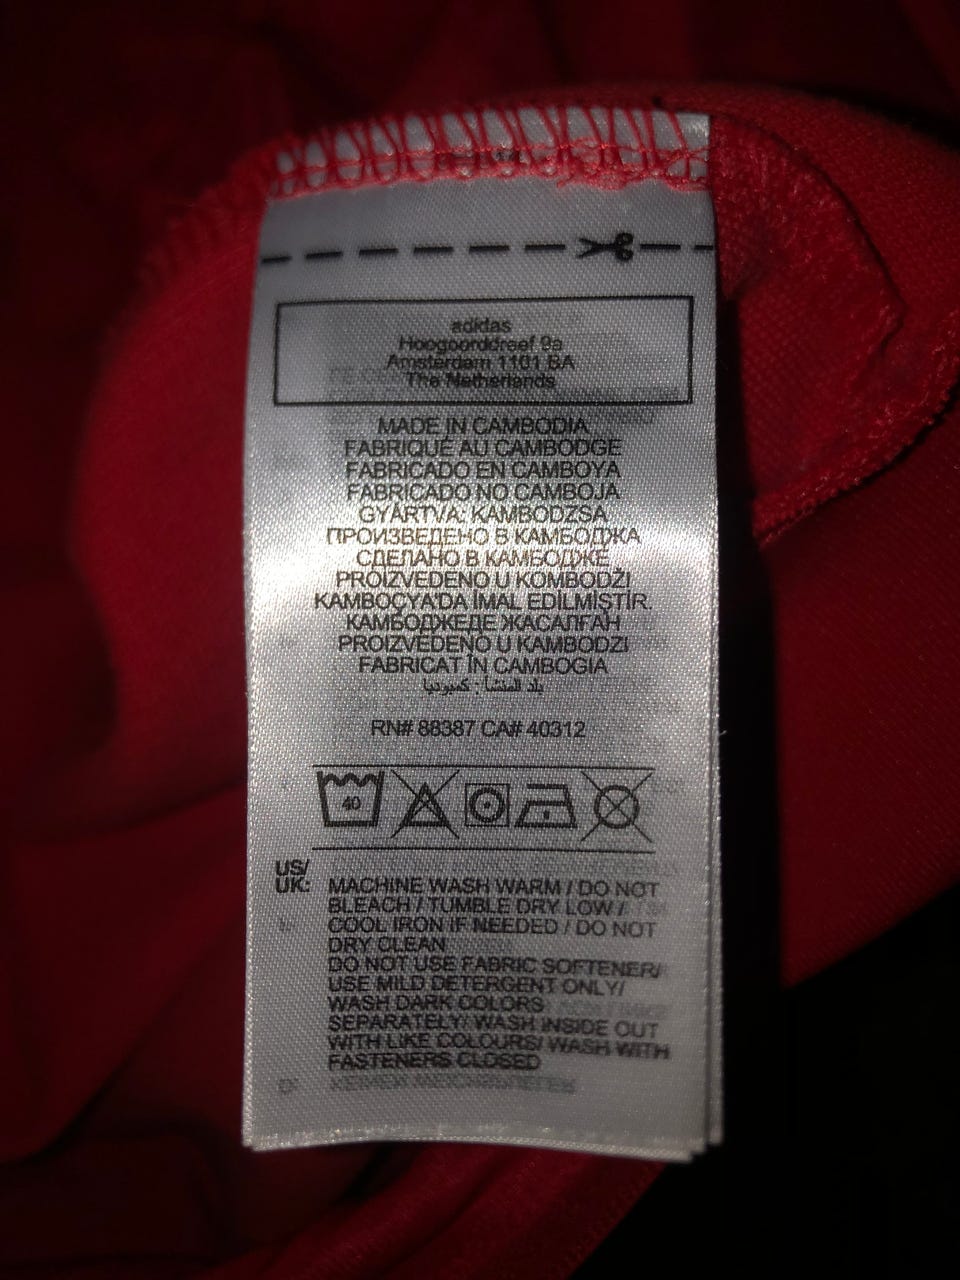 adidas
Hoogoorddreef 9a
Amsterdam 1101 BA
The Netherlands
MADE IN CAMBODIA
FABRIQUÉ AU CAMBODGE
FABRICADO EN CAMBOYA
FABRICADO NO CAMBOJA
GYÁRTVA: KAMBODZSA
ПРОИЗВЕДЕНО В КАМБОДЖА
СДЕЛАНО В КАМБОДЖЕ
PROIZVEDENO U KOMBODŽI
KAMBOÇYA'DA İMAL EDİLMİŞTİR.
КАМБОДЖЕДЕ ЖАСАЛҒАН
PROIZVEDENO U KAMBODŽI
FABRICAT ÎN CAMBOGIA
بلد المنشأ : كمبوديا
RN# 88387 CA# 40312
40
US/
UK:
MACHINE WASH WARM / DO NOT
BLEACH / TUMBLE DRY LOW /
COOL IRON IF NEEDED / DO NOT
DRY CLEAN
DO NOT USE FABRIC SOFTENER/
USE MILD DETERGENT ONLY/
WASH DARK COLORS
SEPARATELY/ WASH INSIDE OUT
WITH LIKE COLOURS/ WASH WITH
FASTENERS CLOSED